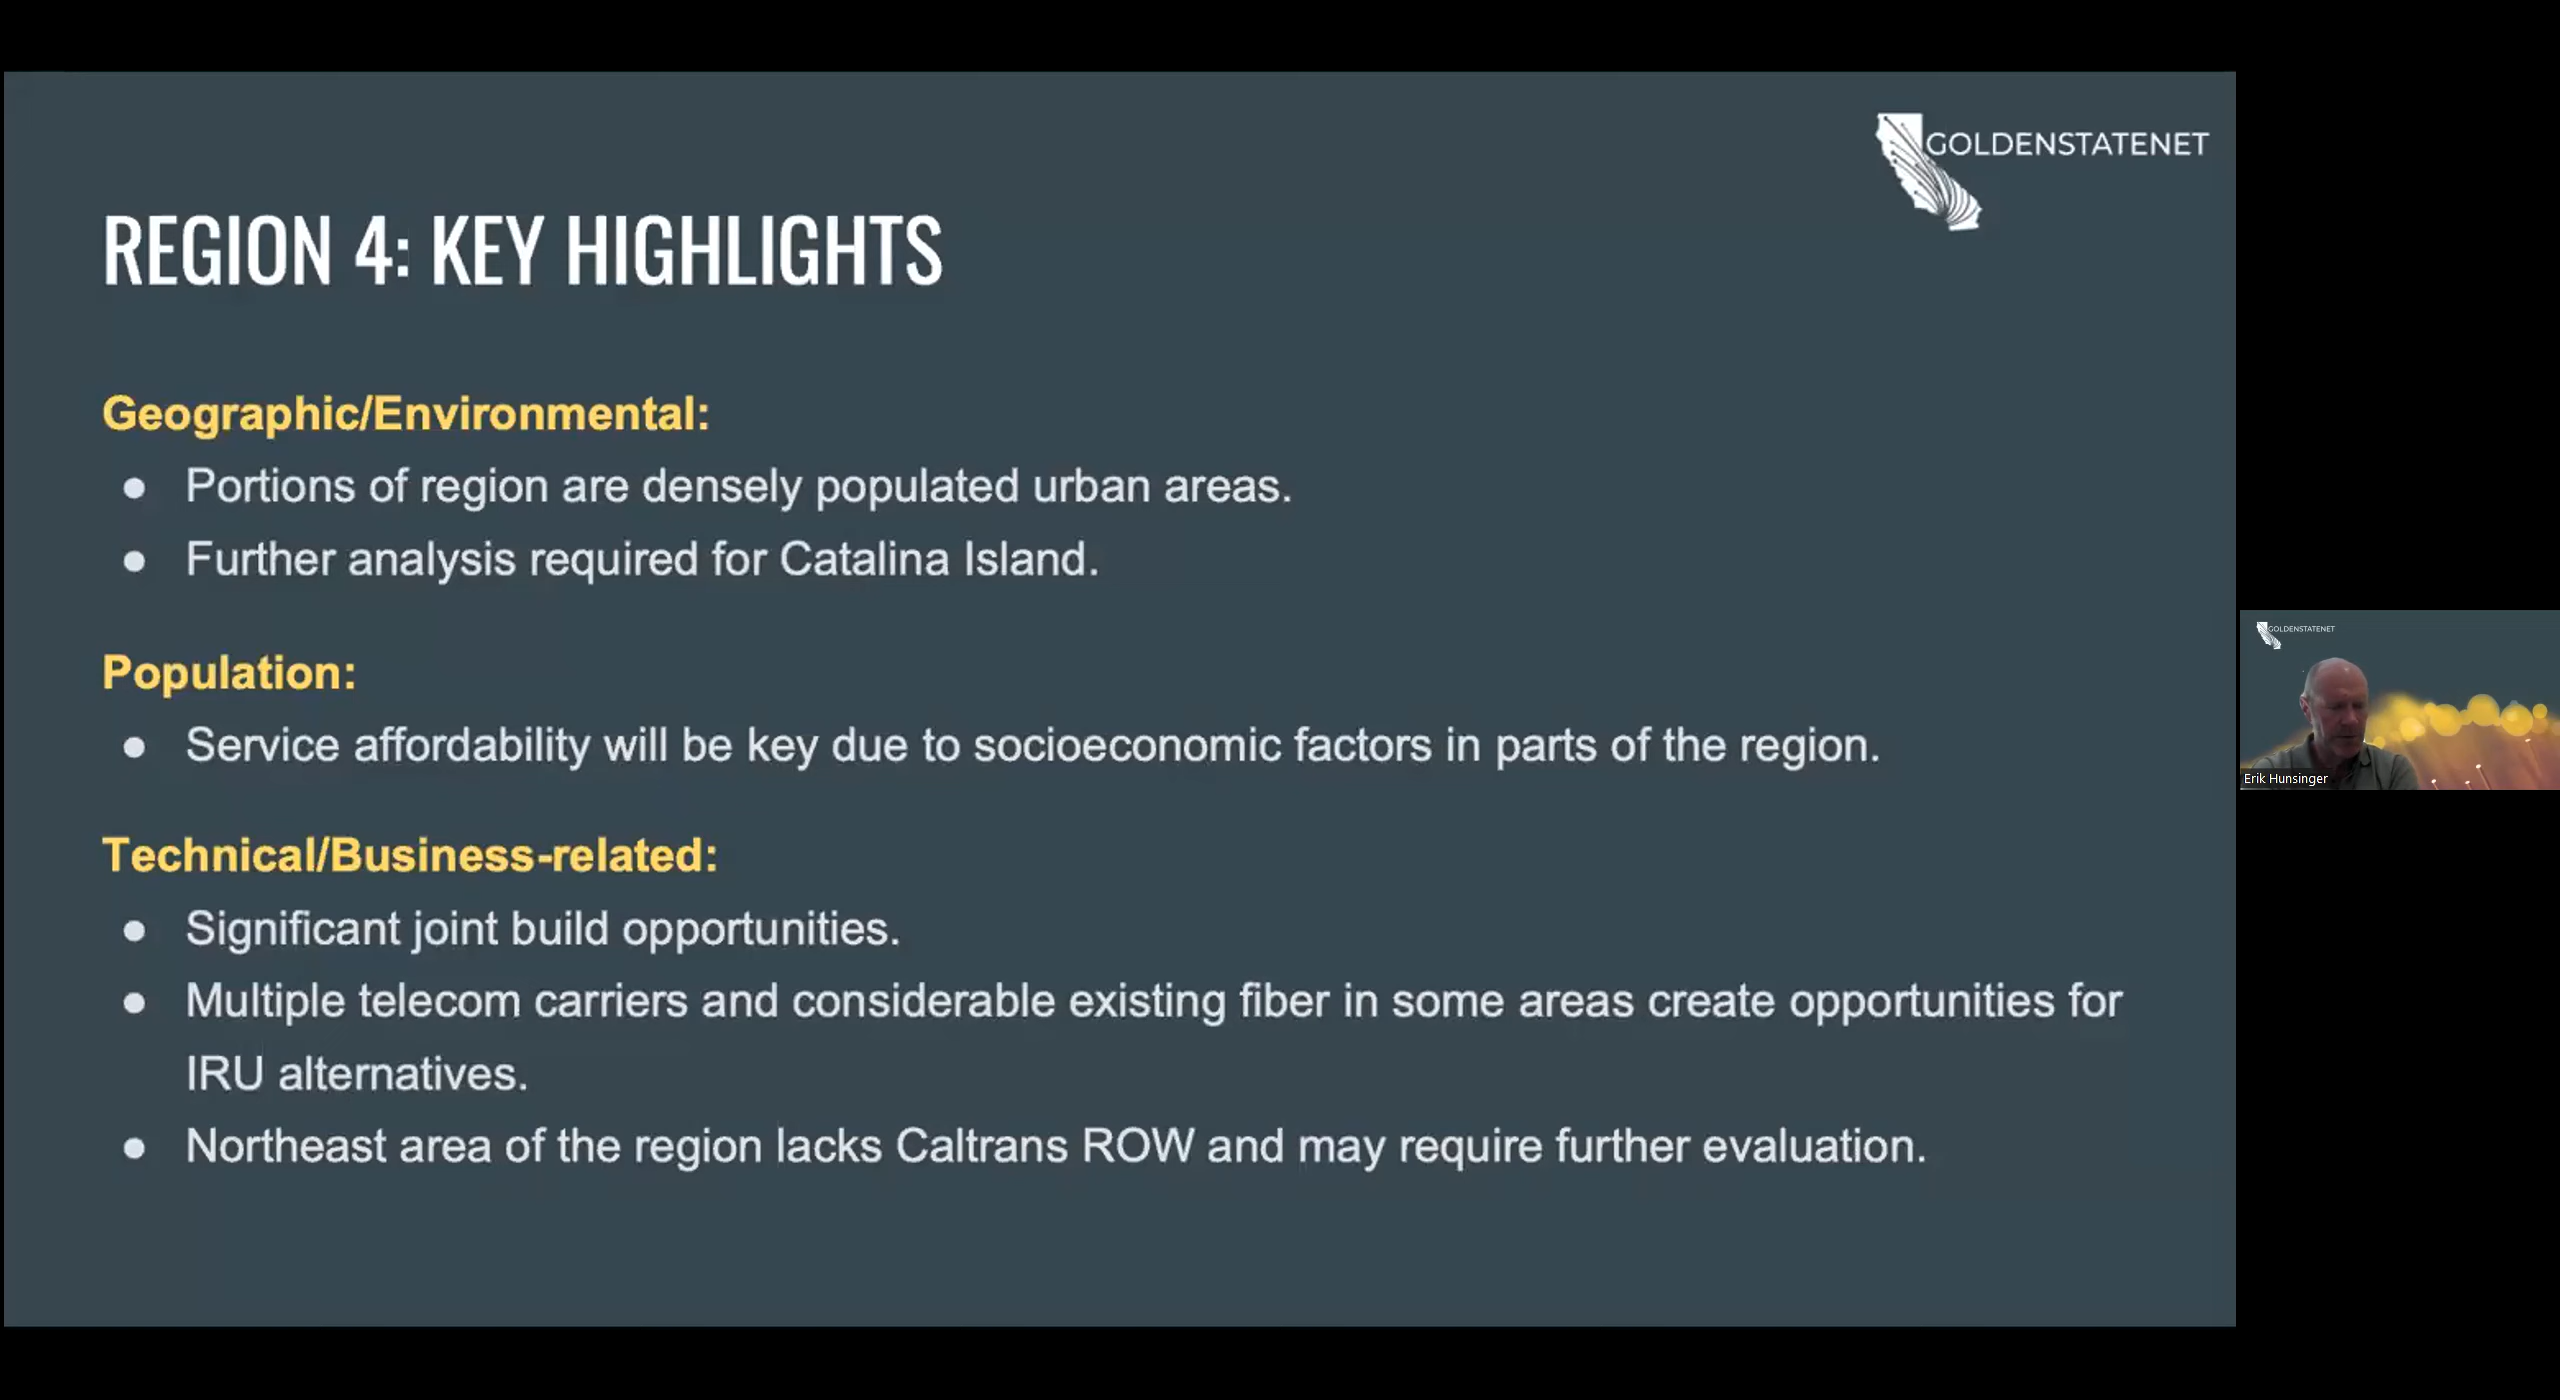 GOLDENSTATENET
REGION 4: KEY HIGHLIGHTS
Geographic/Environmental:
● Portions of region are densely populated urban areas.
● Further analysis required for Catalina Island.
Population:
● Service affordability will be key due to socioeconomic factors in parts of the region.
Technical/Business-related:
● Significant joint build opportunities.
● Multiple telecom carriers and considerable existing fiber in some areas create opportunities for
IRU alternatives.
● Northeast area of the region lacks Caltrans ROW and may require further evaluation.
GOLDENSTATENET
Erik Hunsinger